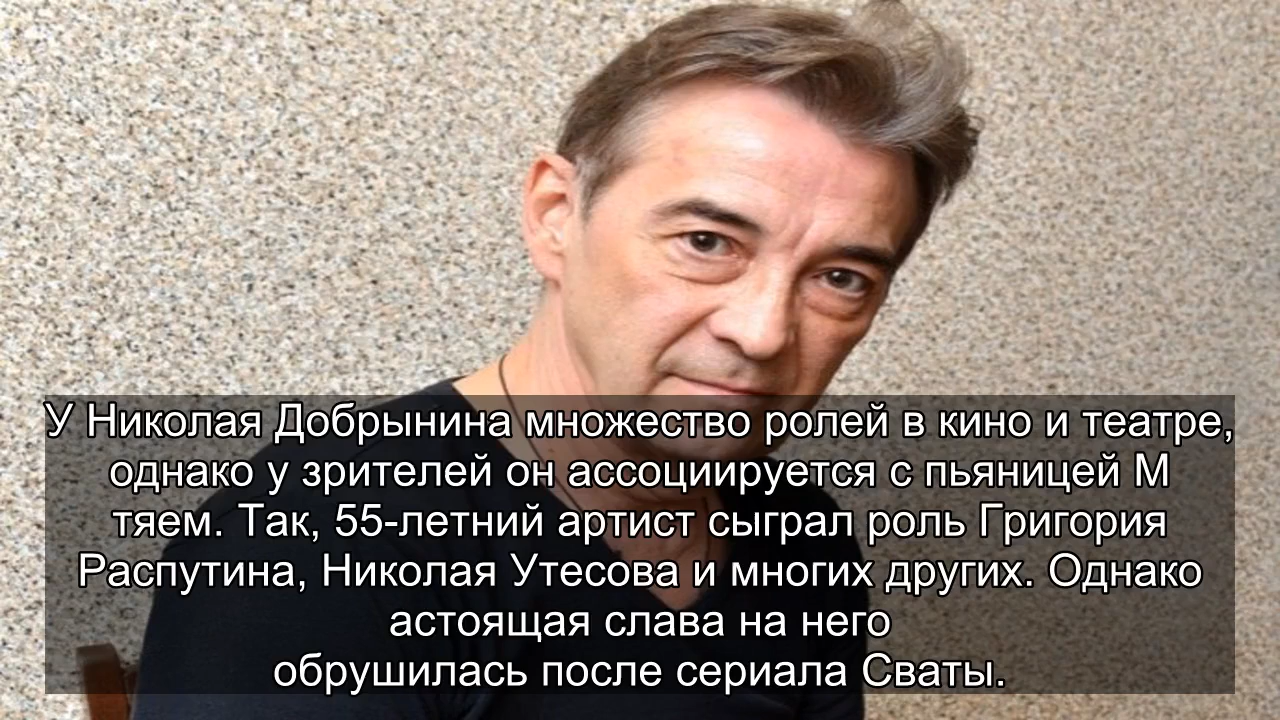 У Николая Добрынина множество ролей в кино и театре,
однако у зрителей он ассоциируется с пьяницей М
тяем. Так, 55-летний артист сыграл роль Григория
Распутина, Николая Утесова и многих других. Однако
астоящая слава на него
обрушилась после сериала Сваты.